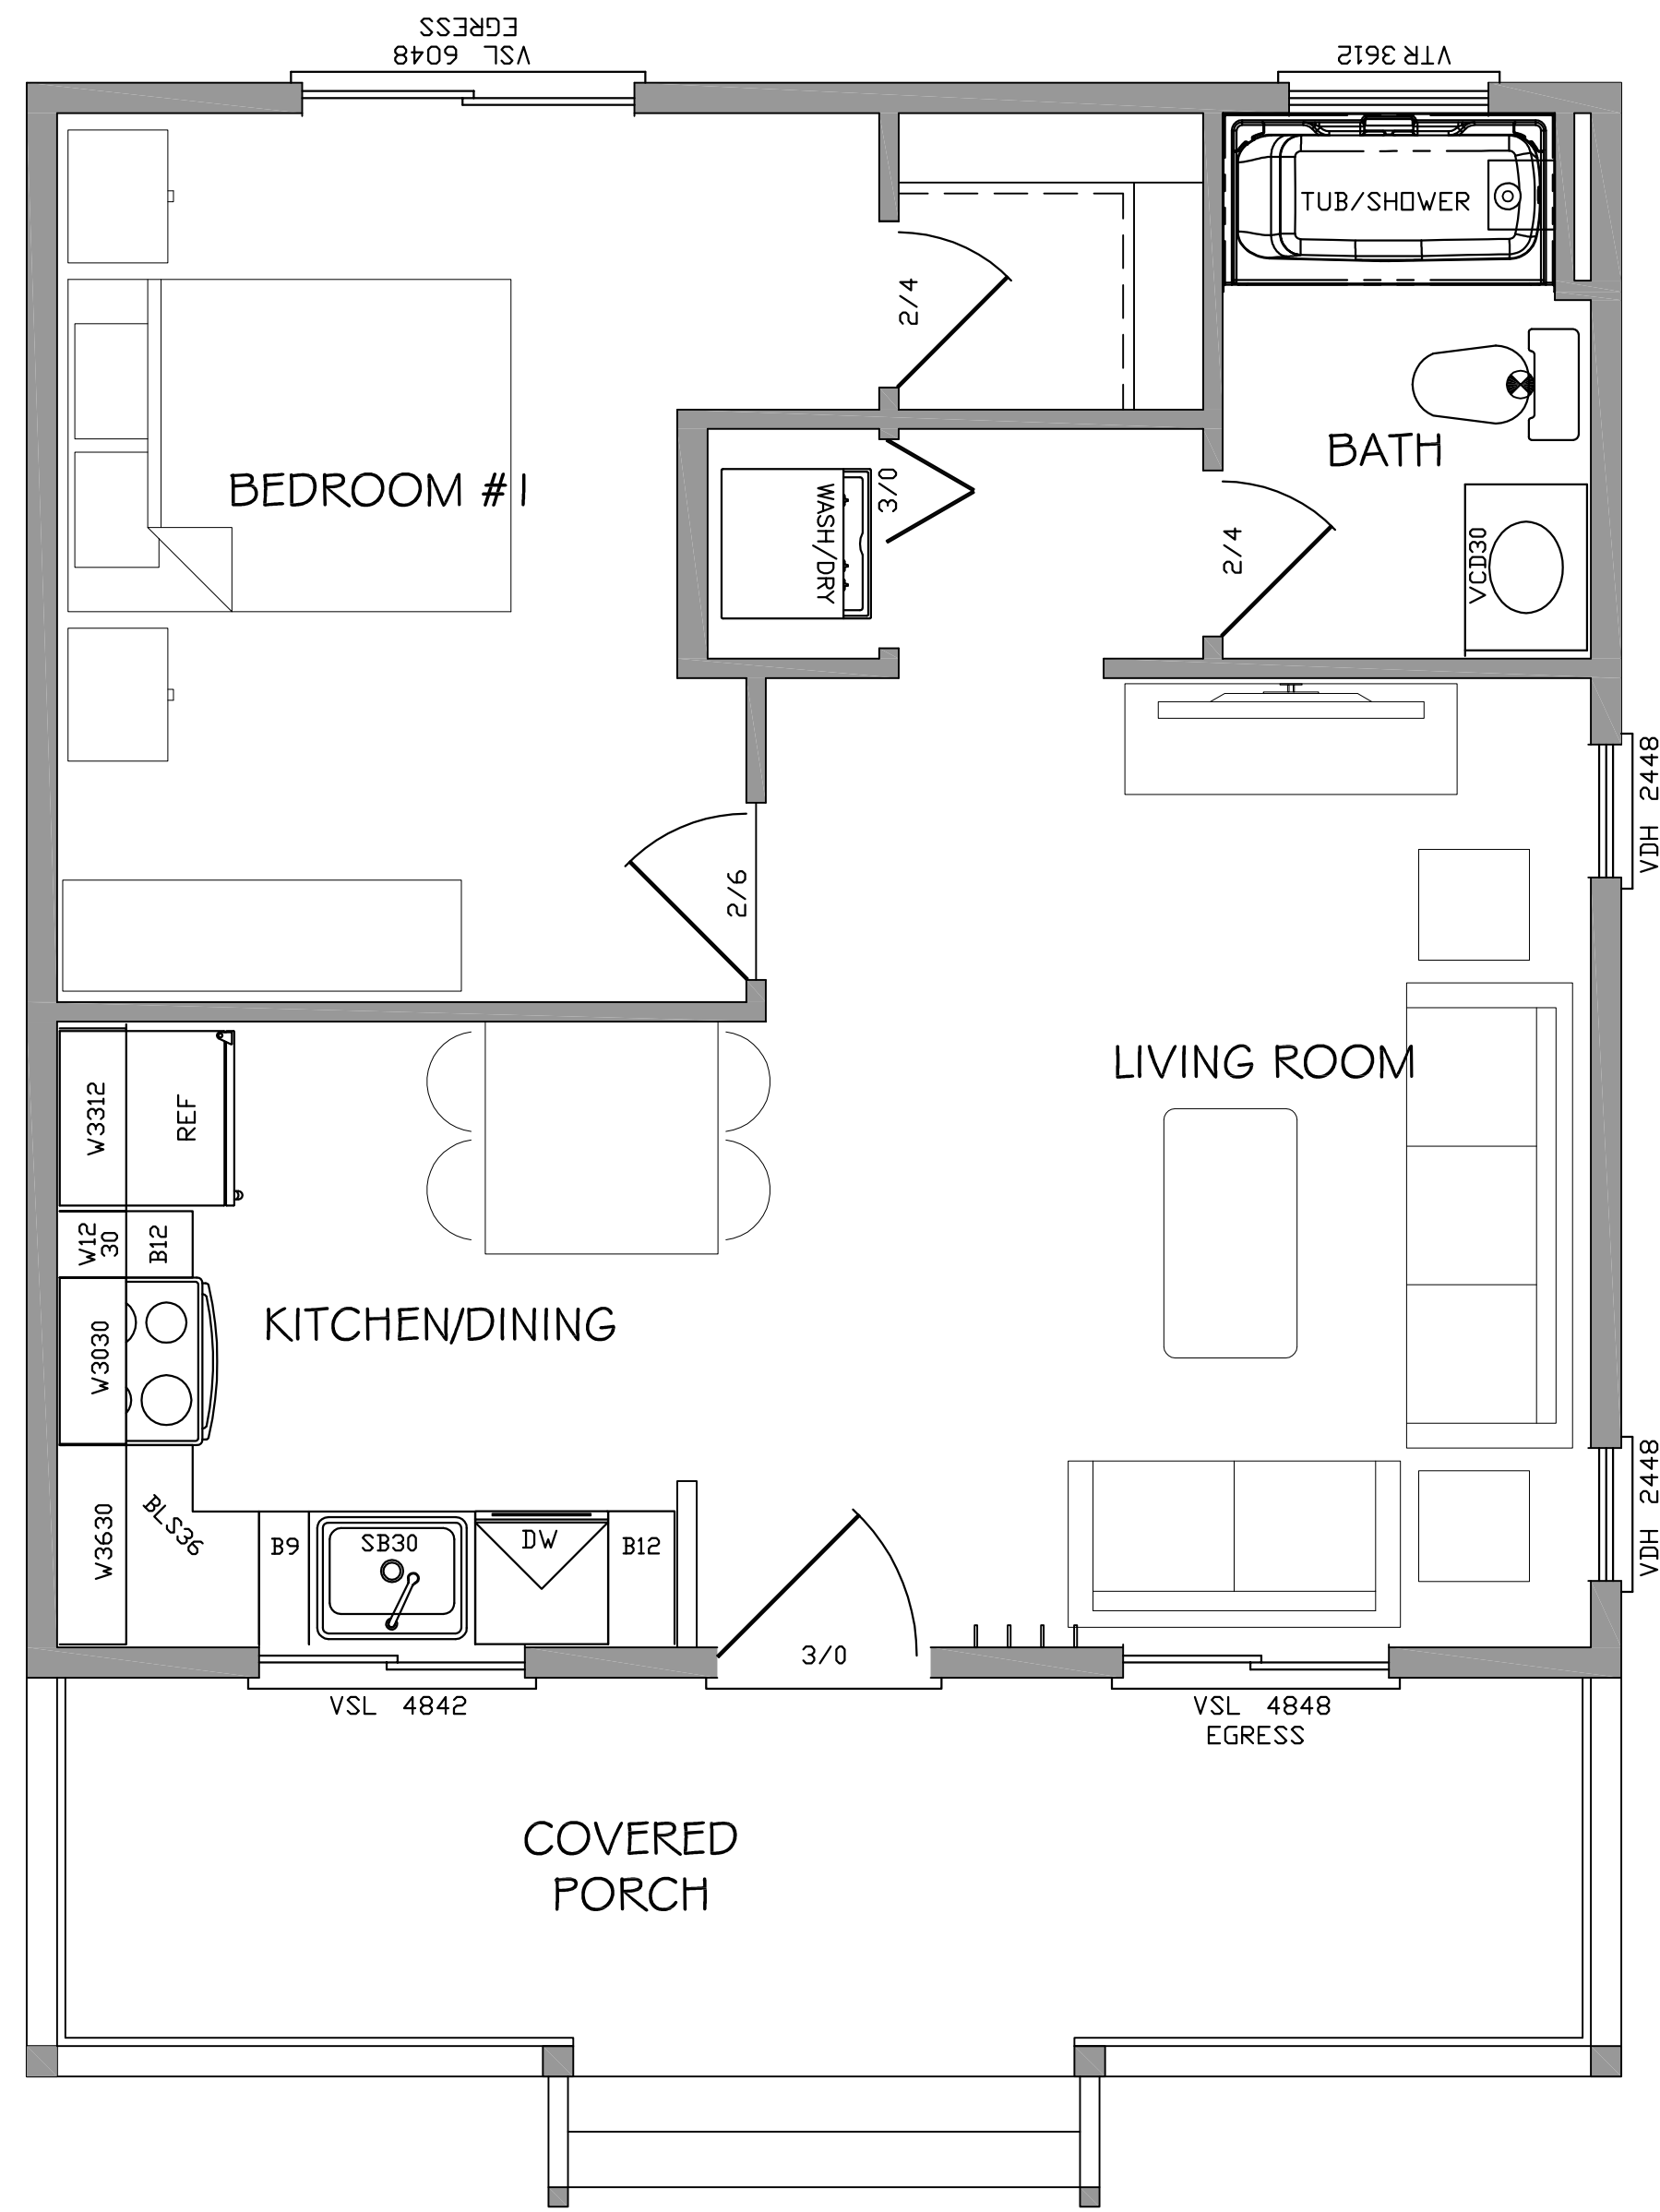 EGRESS
VSL 6048
VTR 3612
TUB/SHOWER
2/4
BATH
BEDROOM #1
WASH/DRY
3/0
2/4
VCD30
VDH 2448
2/6
LIVING ROOM
W3312
REF
W12
30
B12
KITCHEN/DINING
W3030
VDH 2448
W3630
BLS36
B9
SB30
DW
B12
3/0
VSL 4842
VSL 4848
EGRESS
COVERED
PORCH